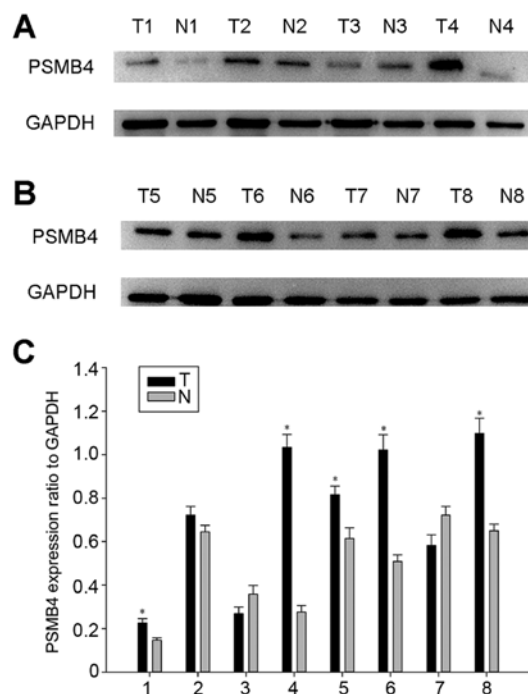 A
T1 N1 T2 N2 T3 N3 T4 N4
PSMB4
GAPDH
B
T5 N5 T6 N6 T7 N7 T8 N8
PSMB4
GAPDH
C
PSMB4 expression ratio to GAPDH
1.4
1.2
1.0
0.8
0.6
0.4
0.2
0
T
N
*
*
*
*
*
1 2 3 4 5 6 7 8